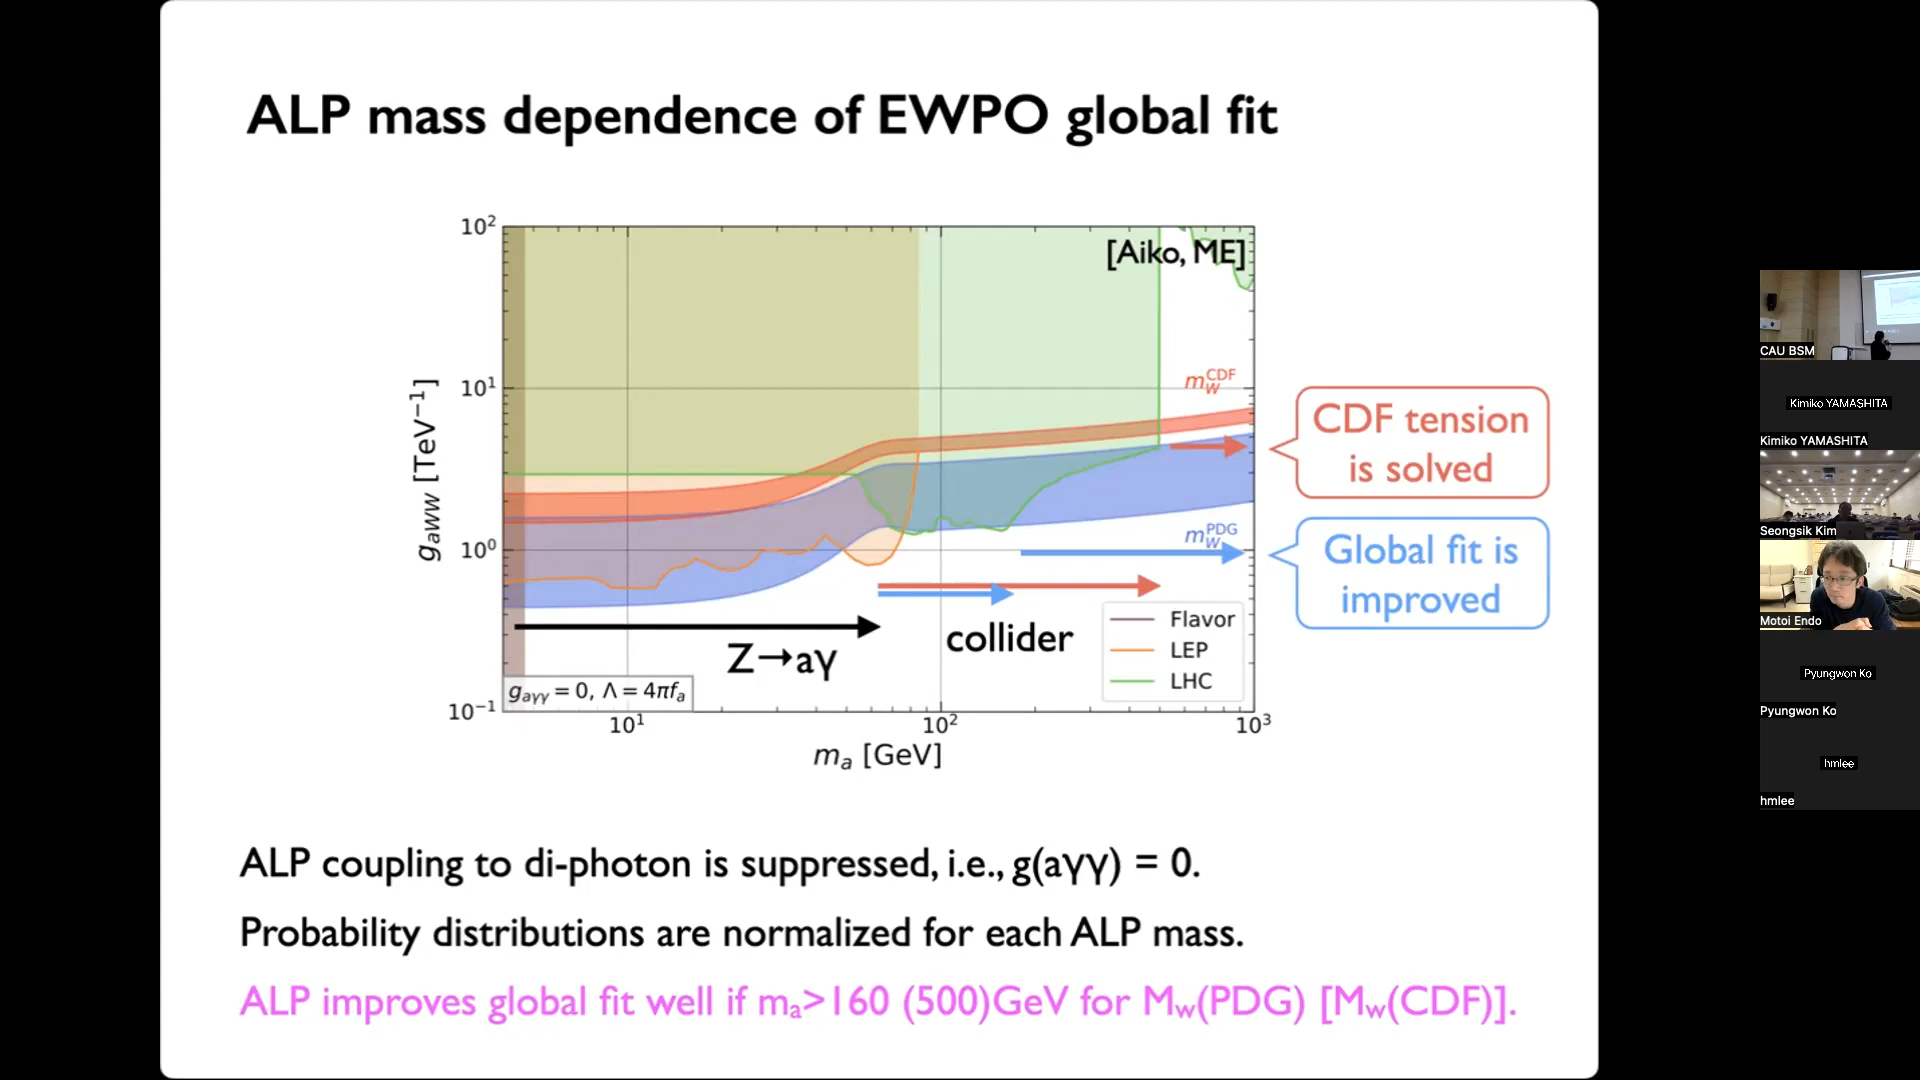 ALP mass dependence of EWPO global fit
10²
[Aiko, ME]
m_W^CDF
10¹
g_aWW [TeV⁻¹]
CDF tension
is solved
m_W^PDG
10⁰
Global fit is
improved
Z→aγ
collider
Flavor
LEP
LHC
g_aγγ = 0, Λ = 4πf_a
10⁻¹
10¹
10²
10³
m_a [GeV]
ALP coupling to di-photon is suppressed, i.e., g(aγγ) = 0.
Probability distributions are normalized for each ALP mass.
ALP improves global fit well if mₐ>160 (500)GeV for M_W(PDG) [M_W(CDF)].
CAU BSM
Kimiko YAMASHITA
Kimiko YAMASHITA
Seongsik Kim
Motoi Endo
Pyungwon Ko
Pyungwon Ko
hmlee
hmlee